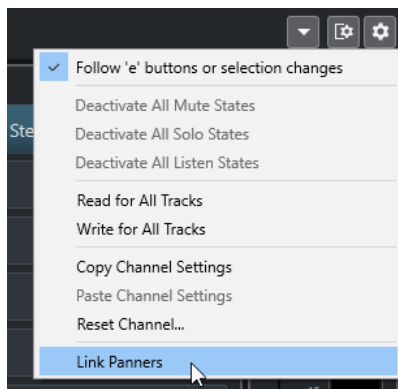 Follow 'e' buttons or selection changes
Deactivate All Mute States
Ste
Deactivate All Solo States
Deactivate All Listen States
Read for All Tracks
Write for All Tracks
Copy Channel Settings
Paste Channel Settings
Reset Channel...
Link Panners